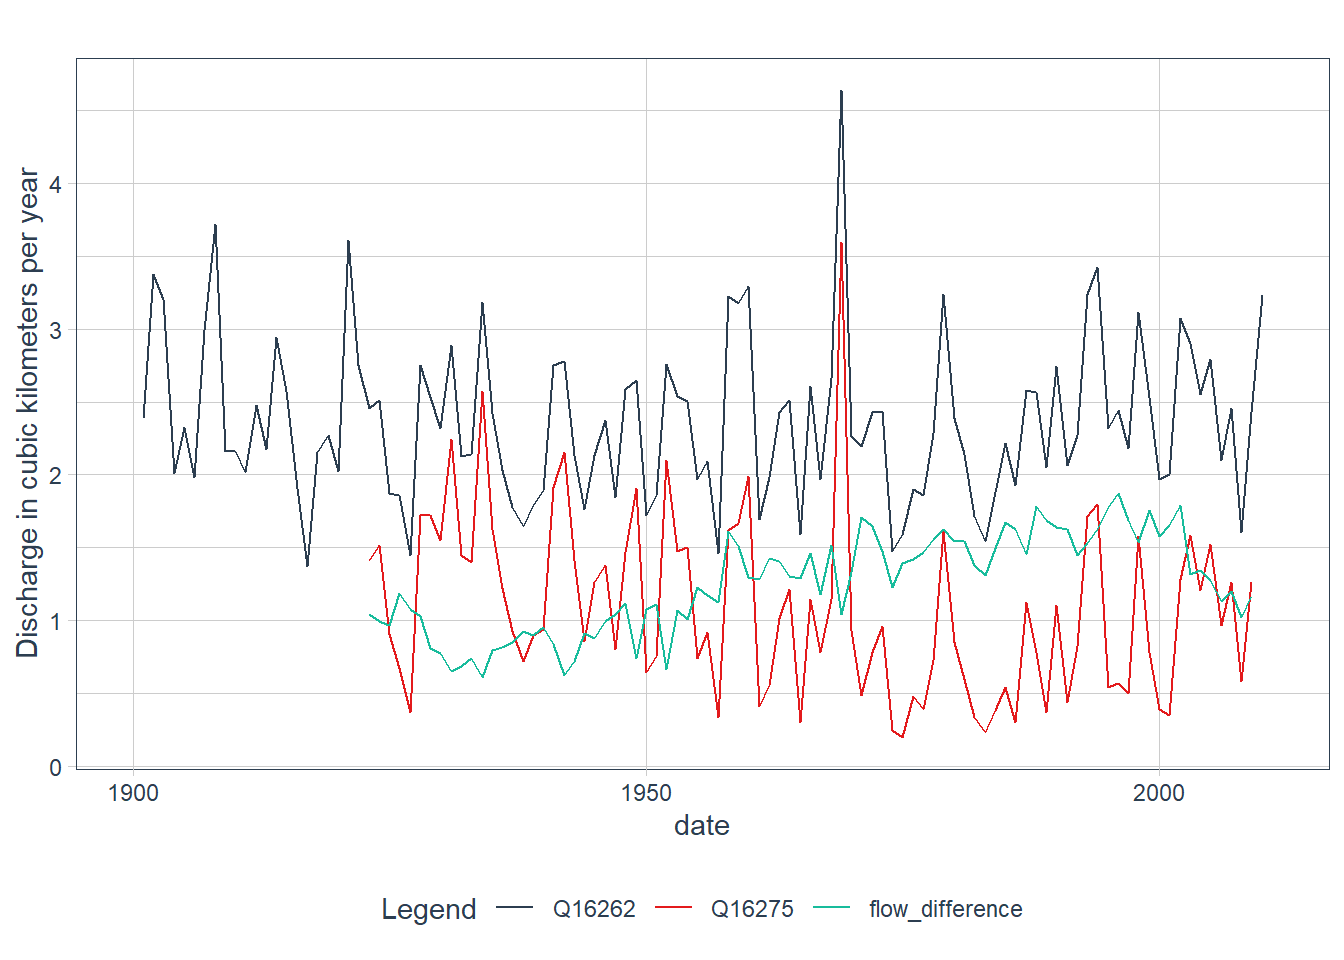 Discharge in cubic kilometers per year
4
3
2
1
0
1900 1950 2000
date
Legend Q16262 Q16275 flow_difference